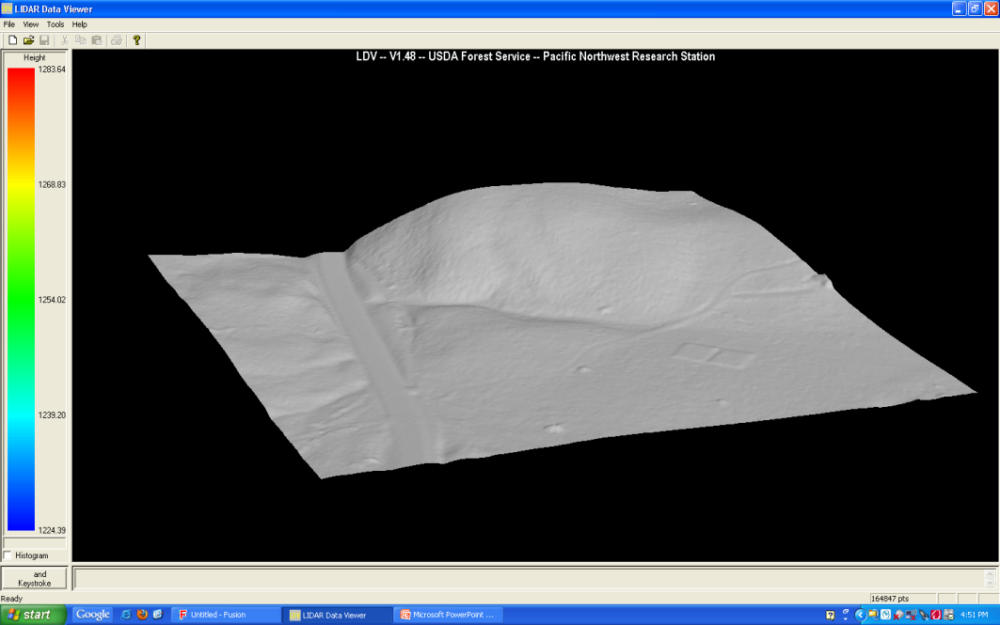 LIDAR Data Viewer
File View Tools Help
Height
LDV -- V1.48 -- USDA Forest Service -- Pacific Northwest Research Station
1283.64
1268.83
1254.02
1239.20
1224.39
Histogram
and
Keystroke
Ready
164847 pts
start
Google
Untitled - Fusion
LIDAR Data Viewer
Microsoft PowerPoint ...
4:51 PM